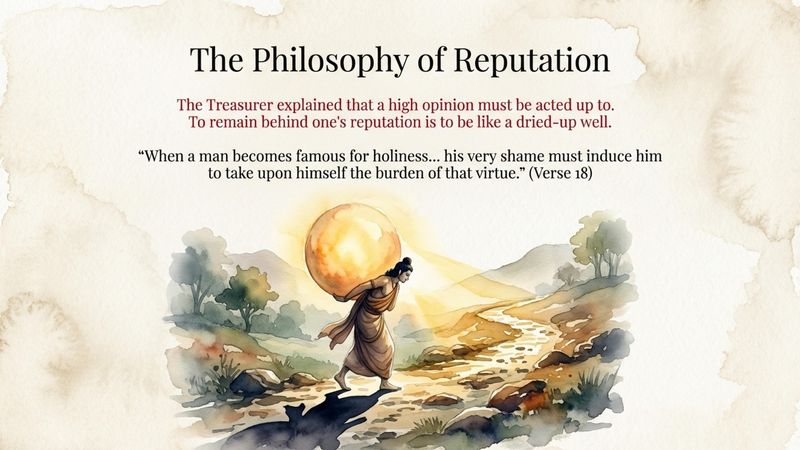 The Philosophy of Reputation
The Treasurer explained that a high opinion must be acted up to.
To remain behind one's reputation is to be like a dried-up well.
“When a man becomes famous for holiness... his very shame must induce him
to take upon himself the burden of that virtue.” (Verse 18)